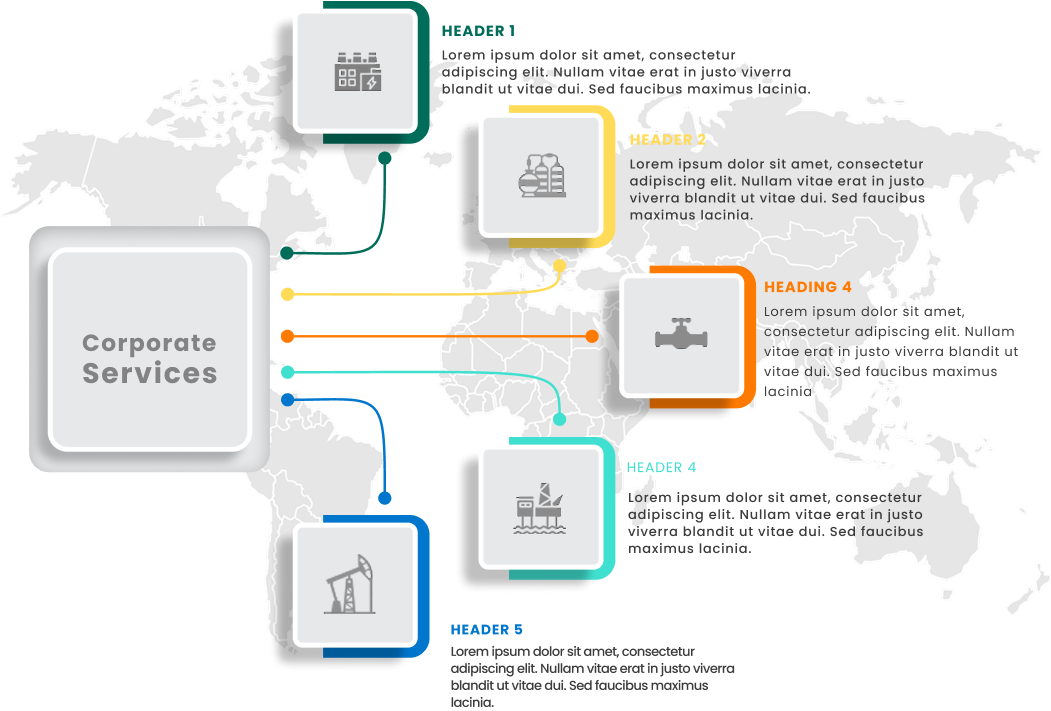 HEADER 1
Lorem ipsum dolor sit amet, consectetur
adipiscing elit. Nullam vitae erat in justo viverra
blandit ut vitae dui. Sed faucibus maximus lacinia.
HEADER 2
Lorem ipsum dolor sit amet, consectetur
adipiscing elit. Nullam vitae erat in justo
viverra blandit ut vitae dui. Sed faucibus
maximus lacinia.
HEADING 4
Lorem ipsum dolor sit amet,
consectetur adipiscing elit. Nullam
vitae erat in justo viverra blandit ut
vitae dui. Sed faucibus maximus
lacinia
Corporate
Services
HEADER 4
Lorem ipsum dolor sit amet, consectetur
adipiscing elit. Nullam vitae erat in justo
viverra blandit ut vitae dui. Sed faucibus
maximus lacinia.
HEADER 5
Lorem ipsum dolor sit amet, consectetur
adipiscing elit. Nullam vitae erat in justo viverra
blandit ut vitae dui. Sed faucibus maximus
lacinia.